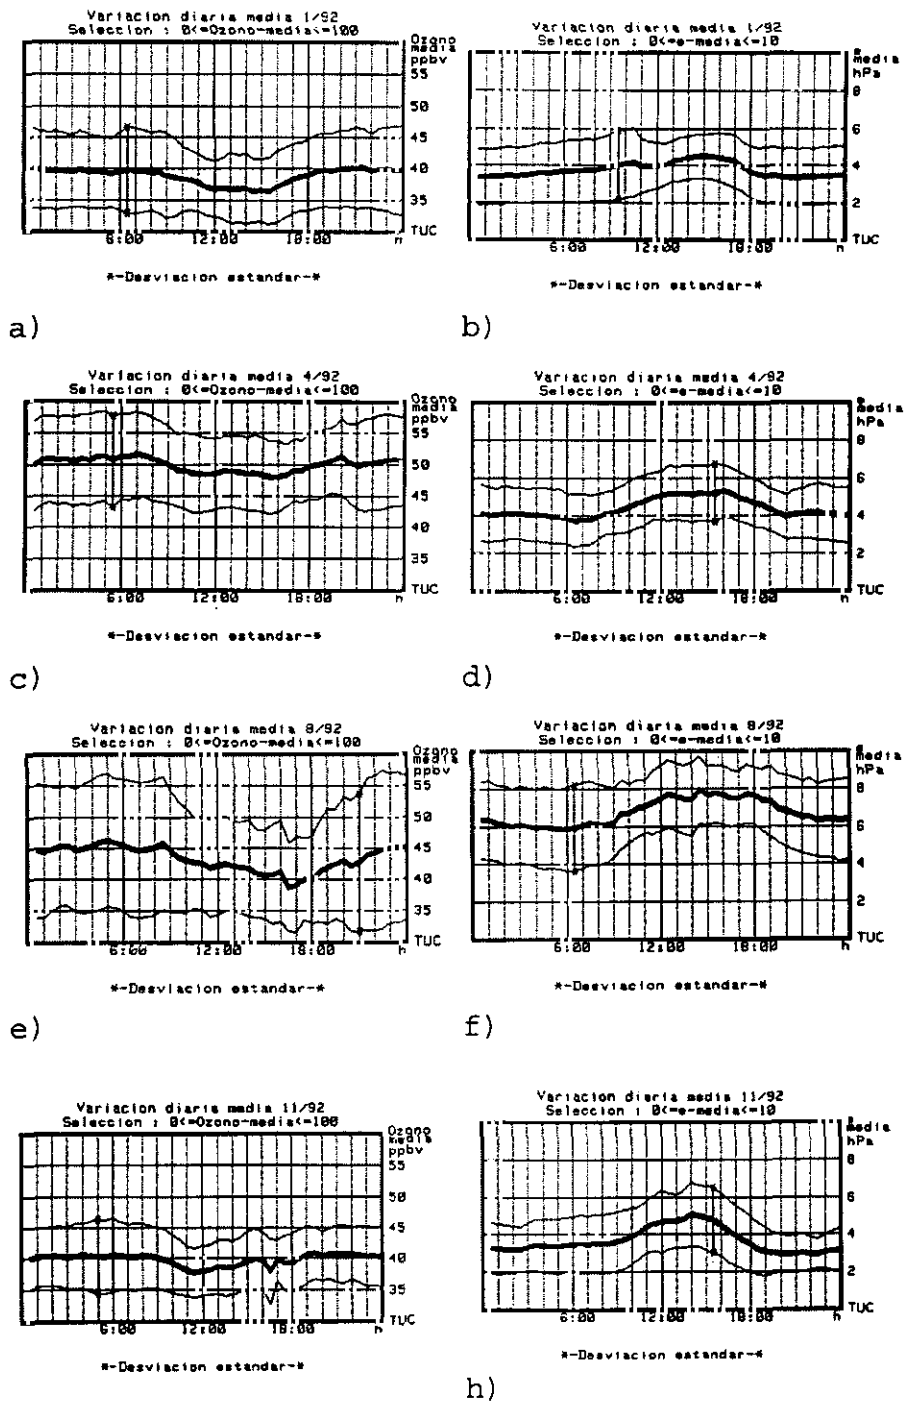 Variacion diaria media 1/92
Seleccion : 0<=Ozono-media<=100
Ozono
media
ppbv
55
50
45
40
35
TUC
6:00 12:00 18:00 h
*-Desviacion estandar-*
a)
Variacion diaria media 1/92
Seleccion : 0<=e-media<=10
e
media
hPa
8
6
4
2
TUC
6:00 12:00 18:00 h
*-Desviacion estandar-*
b)
Variacion diaria media 4/92
Seleccion : 0<=Ozono-media<=100
Ozono
media
ppbv
55
50
45
40
35
TUC
6:00 12:00 18:00 h
*-Desviacion estandar-*
c)
Variacion diaria media 4/92
Seleccion : 0<=e-media<=10
e
media
hPa
8
6
4
2
TUC
6:00 12:00 18:00 h
*-Desviacion estandar-*
d)
Variacion diaria media 8/92
Seleccion : 0<=Ozono-media<=100
Ozono
media
ppbv
55
50
45
40
35
TUC
6:00 12:00 18:00 h
*-Desviacion estandar-*
e)
Variacion diaria media 8/92
Seleccion : 0<=e-media<=10
e
media
hPa
8
6
4
2
TUC
6:00 12:00 18:00 h
*-Desviacion estandar-*
f)
Variacion diaria media 11/92
Seleccion : 0<=Ozono-media<=100
Ozono
media
ppbv
55
50
45
40
35
TUC
6:00 12:00 18:00 h
*-Desviacion estandar-*
Variacion diaria media 11/92
Seleccion : 0<=e-media<=10
e
media
hPa
8
6
4
2
TUC
6:00 12:00 18:00 h
*-Desviacion estandar-*
h)